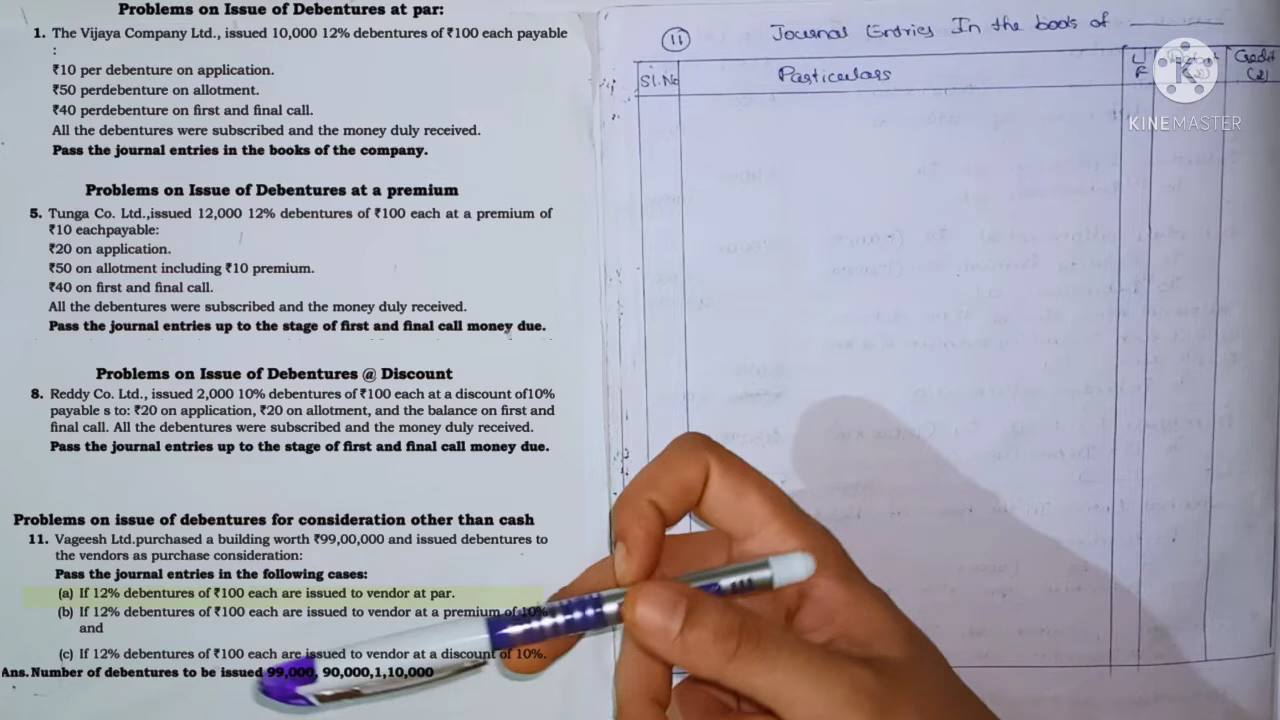 Problems on Issue of Debentures at par:
1. The Vijaya Company Ltd., issued 10,000 12% debentures of ₹100 each payable
:
₹10 per debenture on application.
₹50 perdebenture on allotment.
₹40 perdebenture on first and final call.
All the debentures were subscribed and the money duly received.
Pass the journal entries in the books of the company.
Problems on Issue of Debentures at a premium
5. Tunga Co. Ltd.,issued 12,000 12% debentures of ₹100 each at a premium of
₹10 eachpayable:
₹20 on application.
₹50 on allotment including ₹10 premium.
₹40 on first and final call.
All the debentures were subscribed and the money duly received.
Pass the journal entries up to the stage of first and final call money due.
Problems on Issue of Debentures @ Discount
8. Reddy Co. Ltd., issued 2,000 10% debentures of ₹100 each at a discount of10%
payable s to: ₹20 on application, ₹20 on allotment, and the balance on first and
final call. All the debentures were subscribed and the money duly received.
Pass the journal entries up to the stage of first and final call money due.
Problems on issue of debentures for consideration other than cash
11. Vageesh Ltd.purchased a building worth ₹99,00,000 and issued debentures to
the vendors as purchase consideration:
Pass the journal entries in the following cases:
(a) If 12% debentures of ₹100 each are issued to vendor at par.
(b) If 12% debentures of ₹100 each are issued to vendor at a premium of 10%
and
(c) If 12% debentures of ₹100 each are issued to vendor at a discount of 10%.
Ans.Number of debentures to be issued 99,000, 90,000,1,10,000
11 Journal Entries In the books of
Sl.No Particulars L F Credit (₹)
KINEMASTER